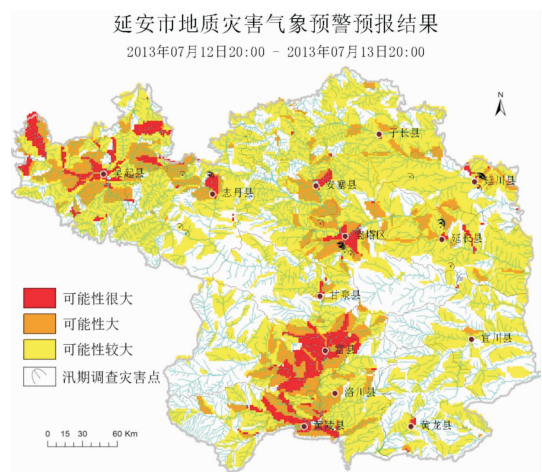 延安市地质灾害气象预警预报结果
2013年07月12日20:00 - 2013年07月13日20:00
N
子长县
吴起县
志丹县
安塞县
延川县
宝塔区
延长县
甘泉县
宜川县
富县
洛川县
黄陵县
黄龙县
可能性很大
可能性大
可能性较大
汛期调查灾害点
0 15 30 60 Km